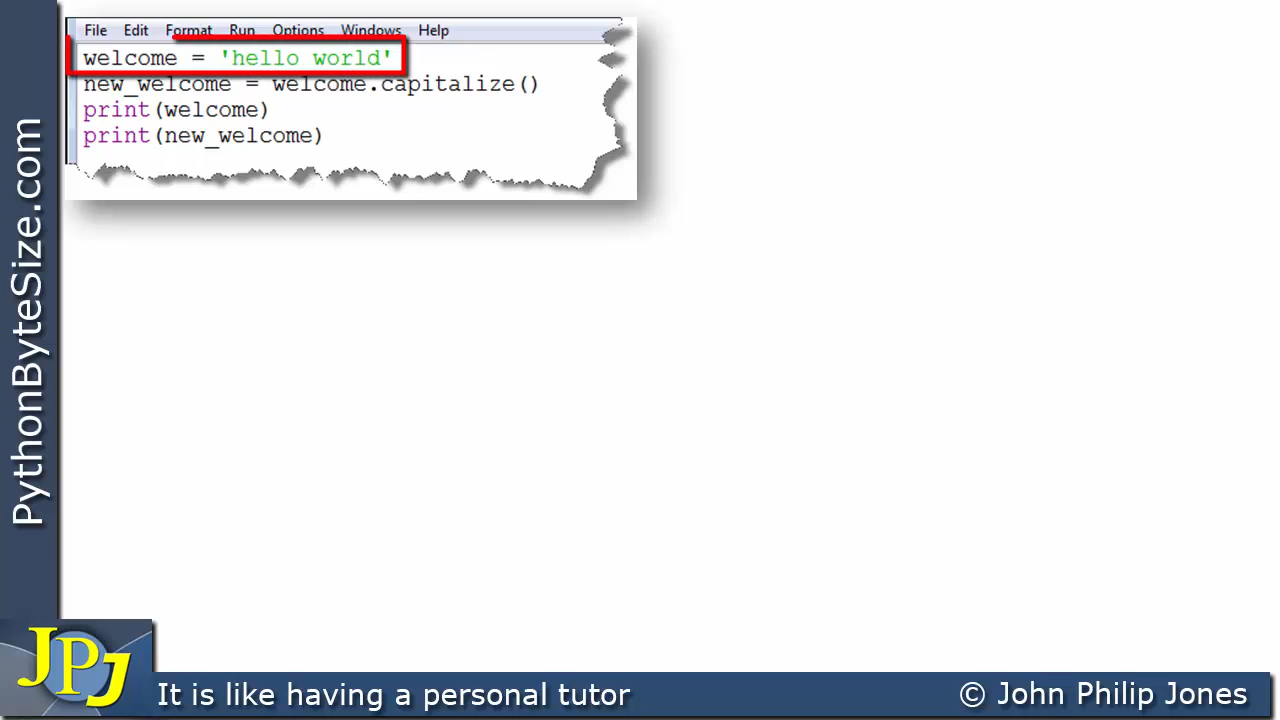 File Edit Format Run Options Windows Help
welcome = 'hello world'
new_welcome = welcome.capitalize()
print(welcome)
print(new_welcome)
PythonByteSize.com
JPJ
It is like having a personal tutor
© John Philip Jones